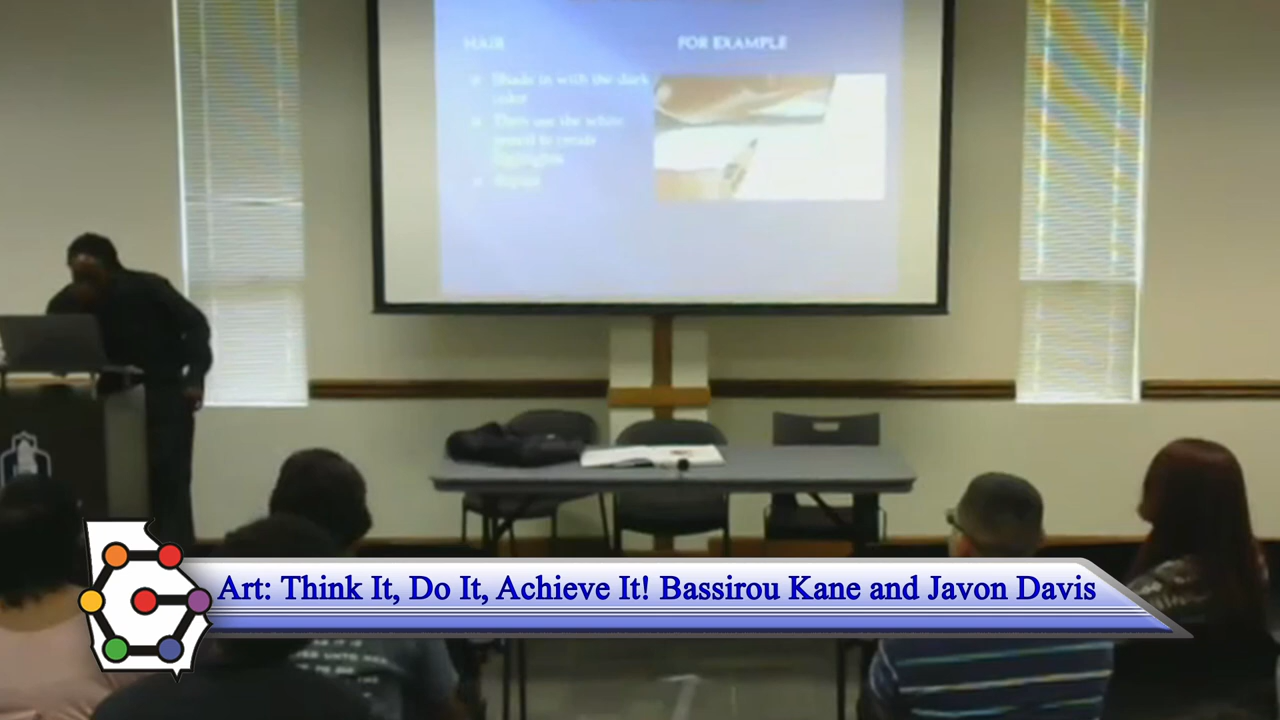 HAIR
FOR EXAMPLE
Shade in with the dark
color
Then use the white
pencil to create
highlights
Repeat
Art: Think It, Do It, Achieve It! Bassirou Kane and Javon Davis